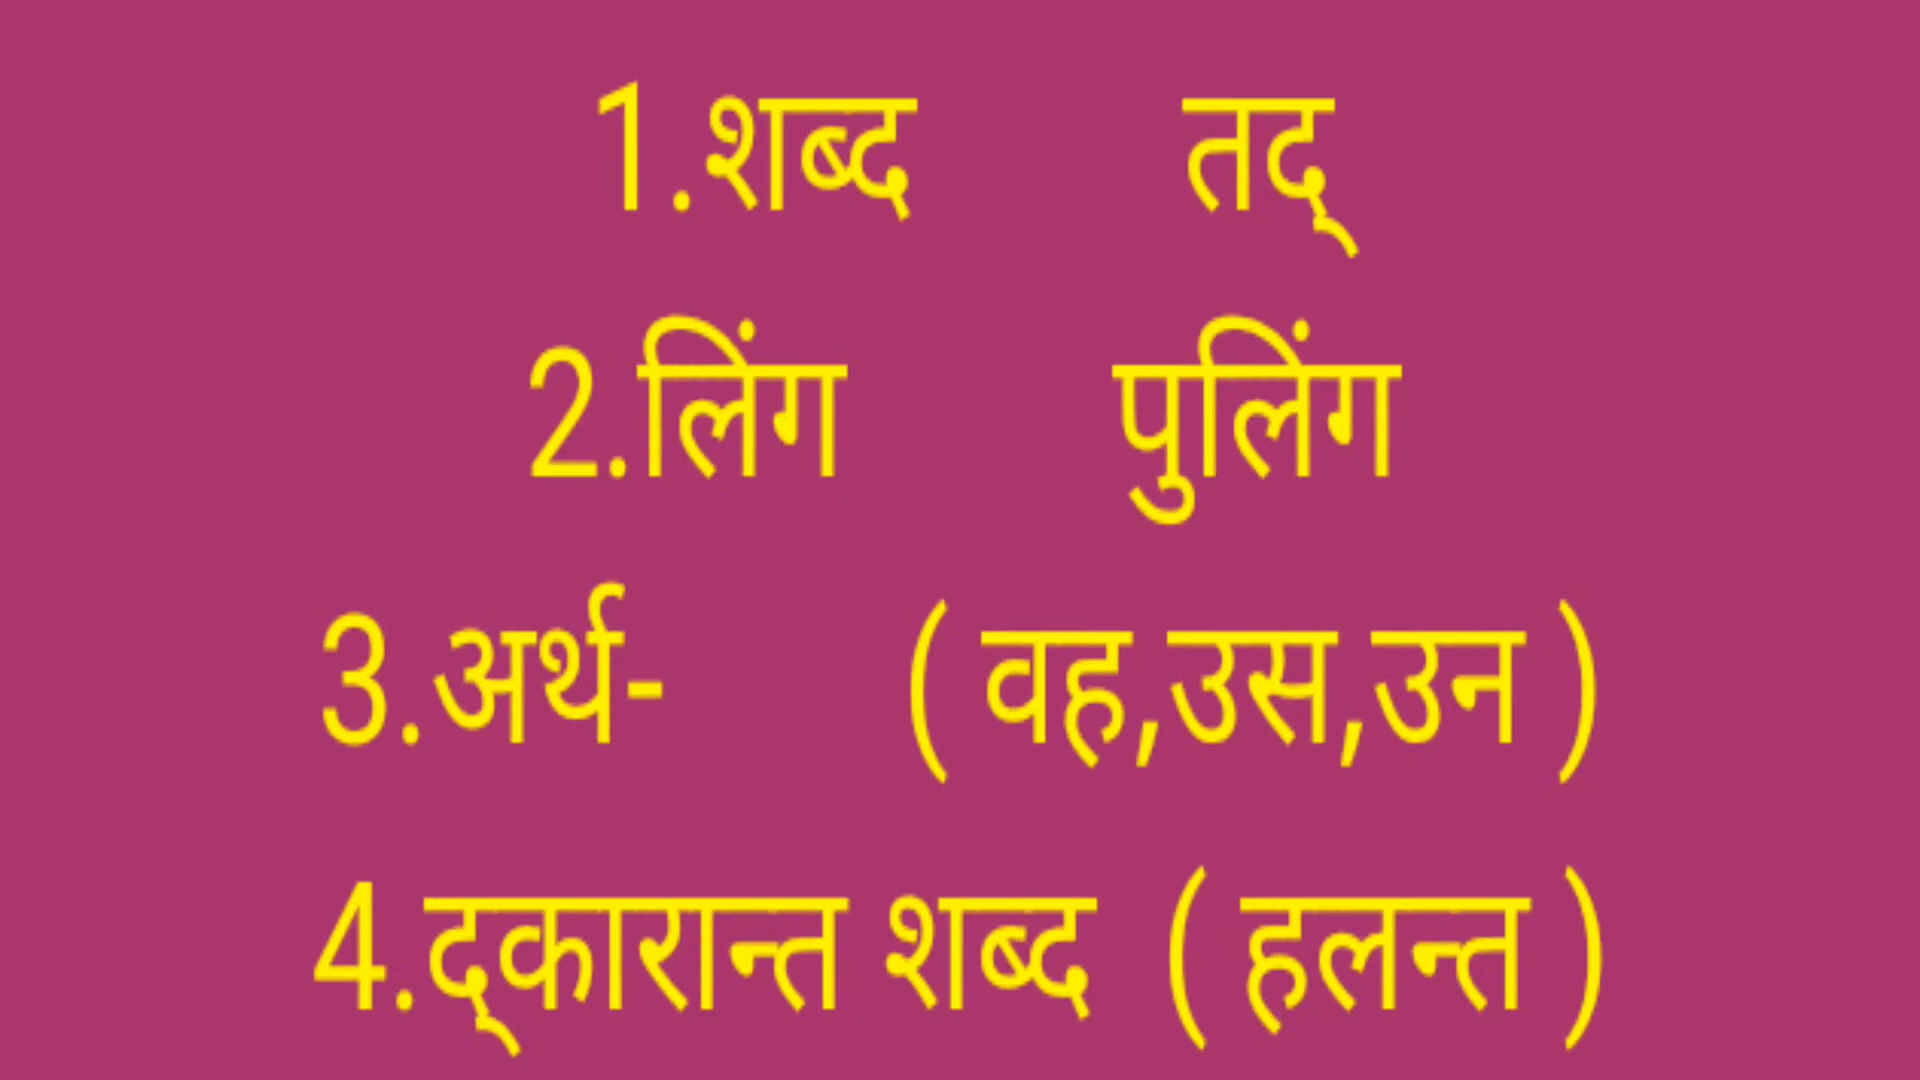 1.शब्द तद्
2.लिंग पुलिंग
3.अर्थ- ( वह,उस,उन )
4.द्कारान्त शब्द ( हलन्त )